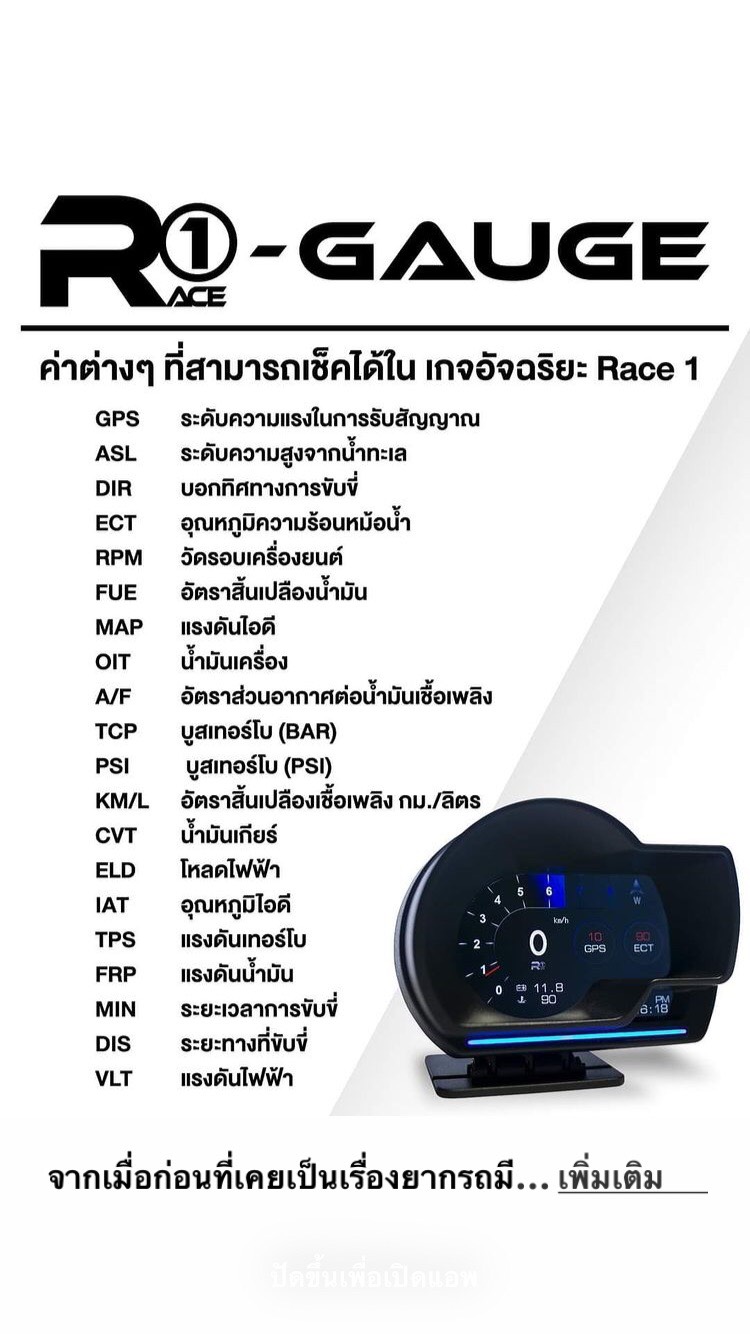 R1ACE-GAUGE
ค่าต่างๆ ที่สามารถเช็คได้ใน เกจอัจฉริยะ Race 1
GPS ระดับความแรงในการรับสัญญาณ
ASL ระดับความสูงจากน้ำทะเล
DIR บอกทิศทางการขับขี่
ECT อุณหภูมิความร้อนหม้อน้ำ
RPM วัดรอบเครื่องยนต์
FUE อัตราสิ้นเปลืองน้ำมัน
MAP แรงดันไอดี
OIT น้ำมันเครื่อง
A/F อัตราส่วนอากาศต่อน้ำมันเชื้อเพลิง
TCP บูสเทอร์โบ (BAR)
PSI บูสเทอร์โบ (PSI)
KM/L อัตราสิ้นเปลืองเชื้อเพลิง กม./ลิตร
CVT น้ำมันเกียร์
ELD โหลดไฟฟ้า
IAT อุณหภูมิไอดี
TPS แรงดันเทอร์โบ
FRP แรงดันน้ำมัน
MIN ระยะเวลาการขับขี่
DIS ระยะทางที่ขับขี่
VLT แรงดันไฟฟ้า
0 1 2 3 4 5 6
W
km/h
0
R1
10 GPS
90 ECT
11.8
90
PM
6:18
จากเมื่อก่อนที่เคยเป็นเรื่องยากรถมี... เพิ่มเติม
ปัดขึ้นเพื่อเปิดแอพ